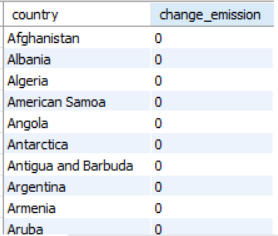 country change_emission
Afghanistan 0
Albania 0
Algeria 0
American Samoa 0
Angola 0
Antarctica 0
Antigua and Barbuda 0
Argentina 0
Armenia 0
Aruba 0